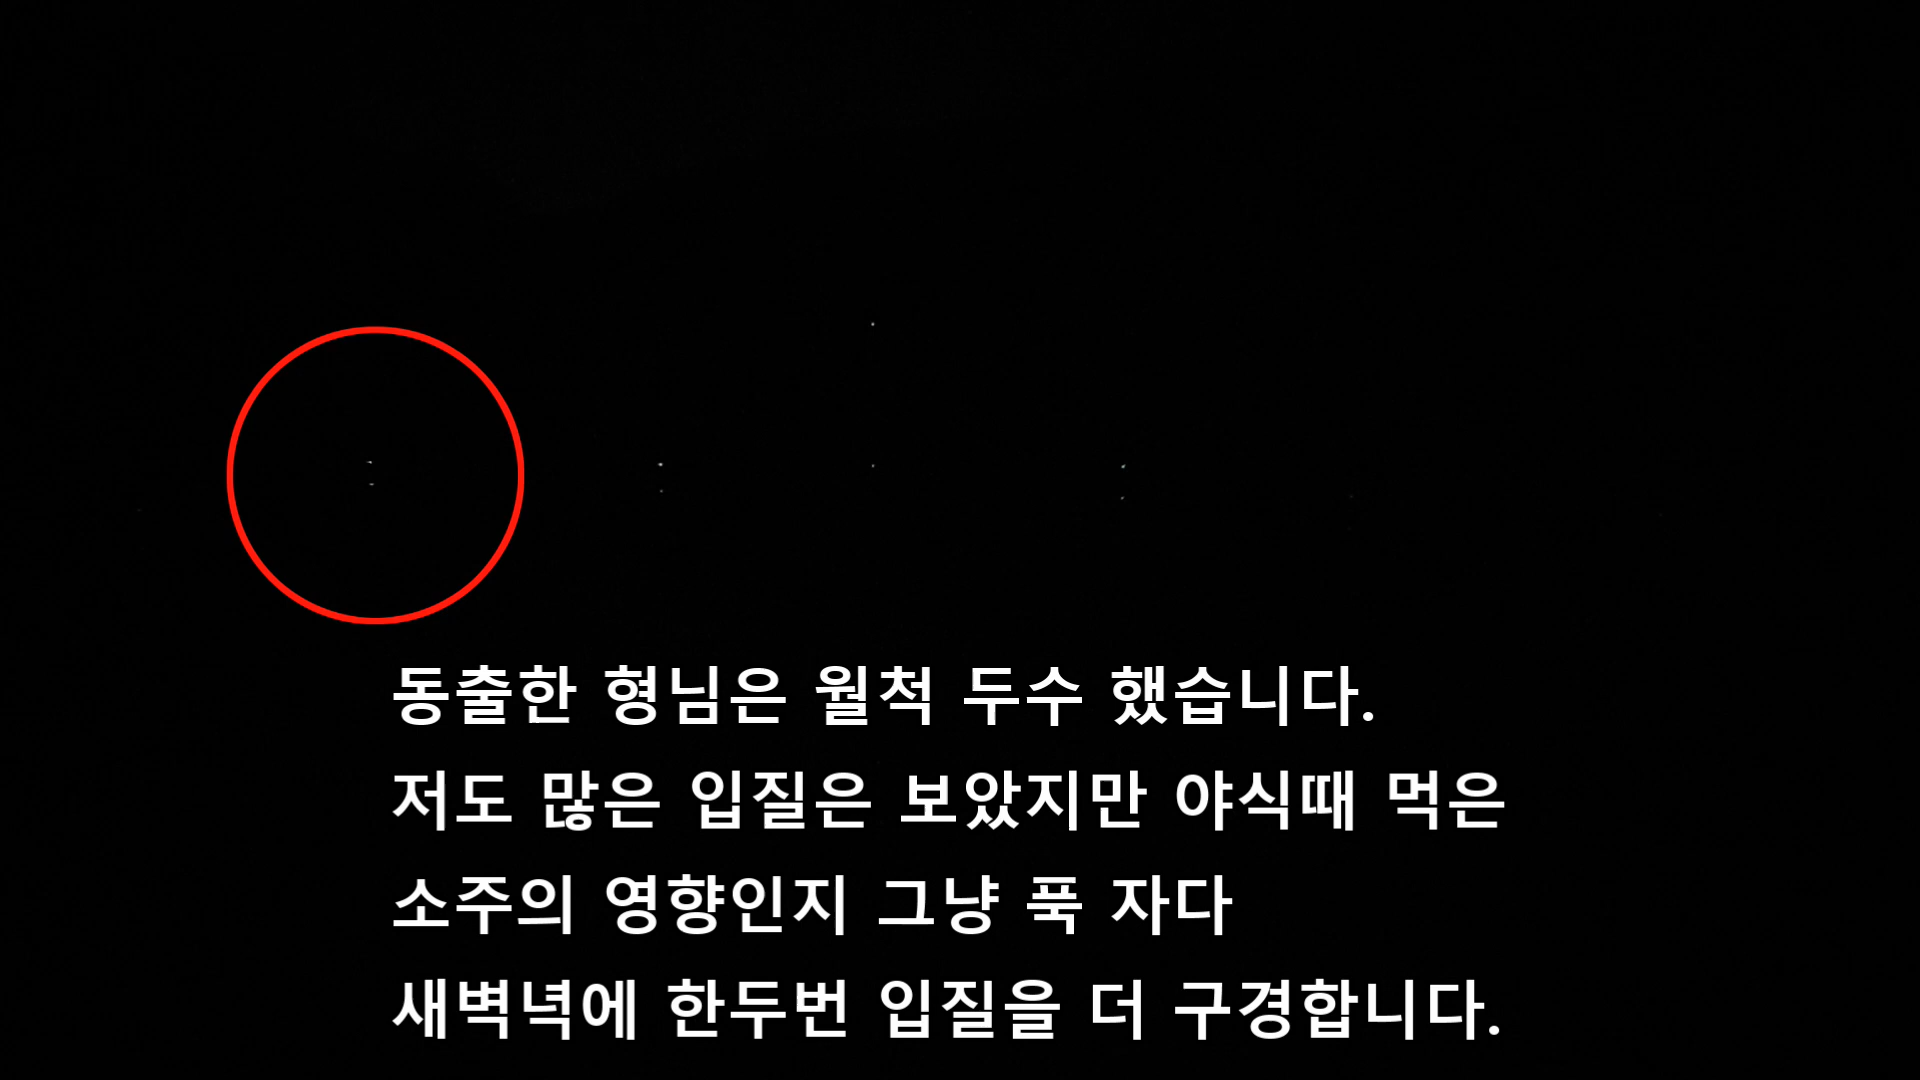 동출한 형님은 월척 두수 했습니다.
저도 많은 입질은 보았지만 야식때 먹은
소주의 영향인지 그냥 푹 자다
새벽녘에 한두번 입질을 더 구경합니다.